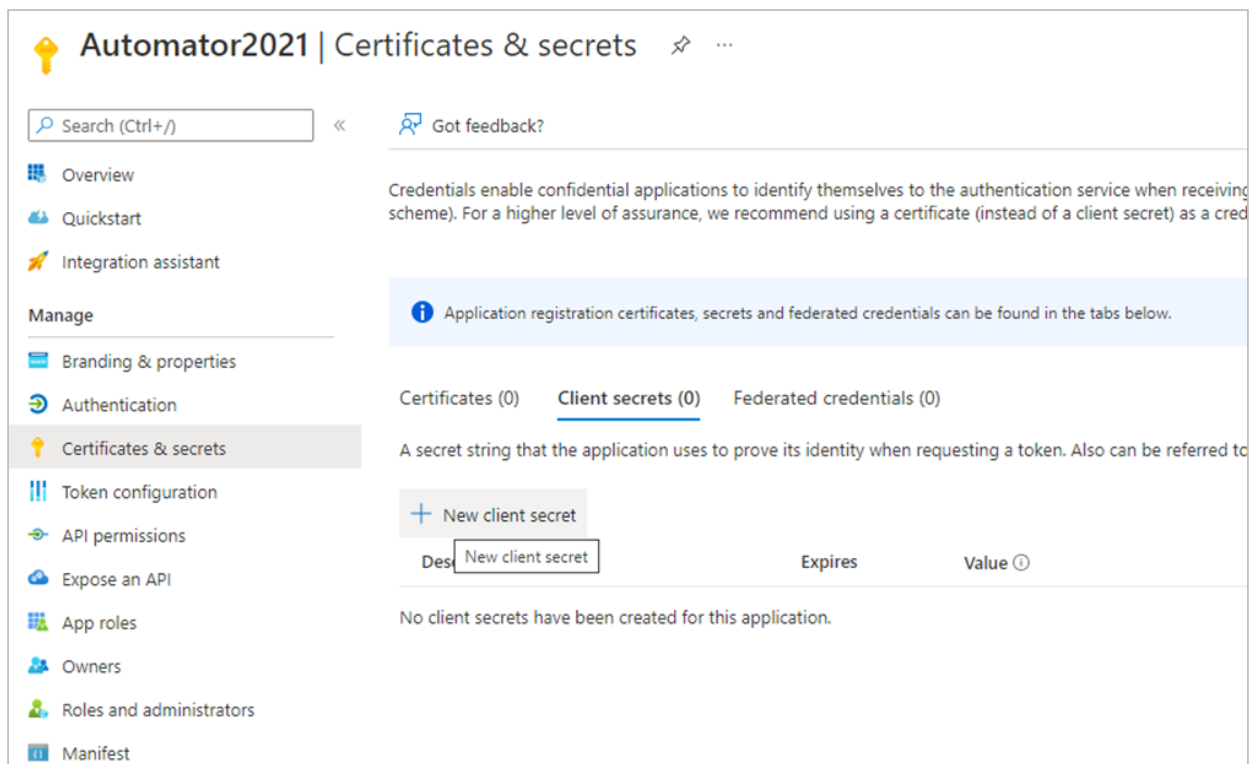 Automator2021 | Certificates & secrets
Search (Ctrl+/)
Overview
Quickstart
Integration assistant
Manage
Branding & properties
Authentication
Certificates & secrets
Token configuration
API permissions
Expose an API
App roles
Owners
Roles and administrators
Manifest
Got feedback?
Credentials enable confidential applications to identify themselves to the authentication service when receiving
scheme). For a higher level of assurance, we recommend using a certificate (instead of a client secret) as a cred
Application registration certificates, secrets and federated credentials can be found in the tabs below.
Certificates (0) Client secrets (0) Federated credentials (0)
A secret string that the application uses to prove its identity when requesting a token. Also can be referred to
New client secret
New client secret
Expires Value
No client secrets have been created for this application.